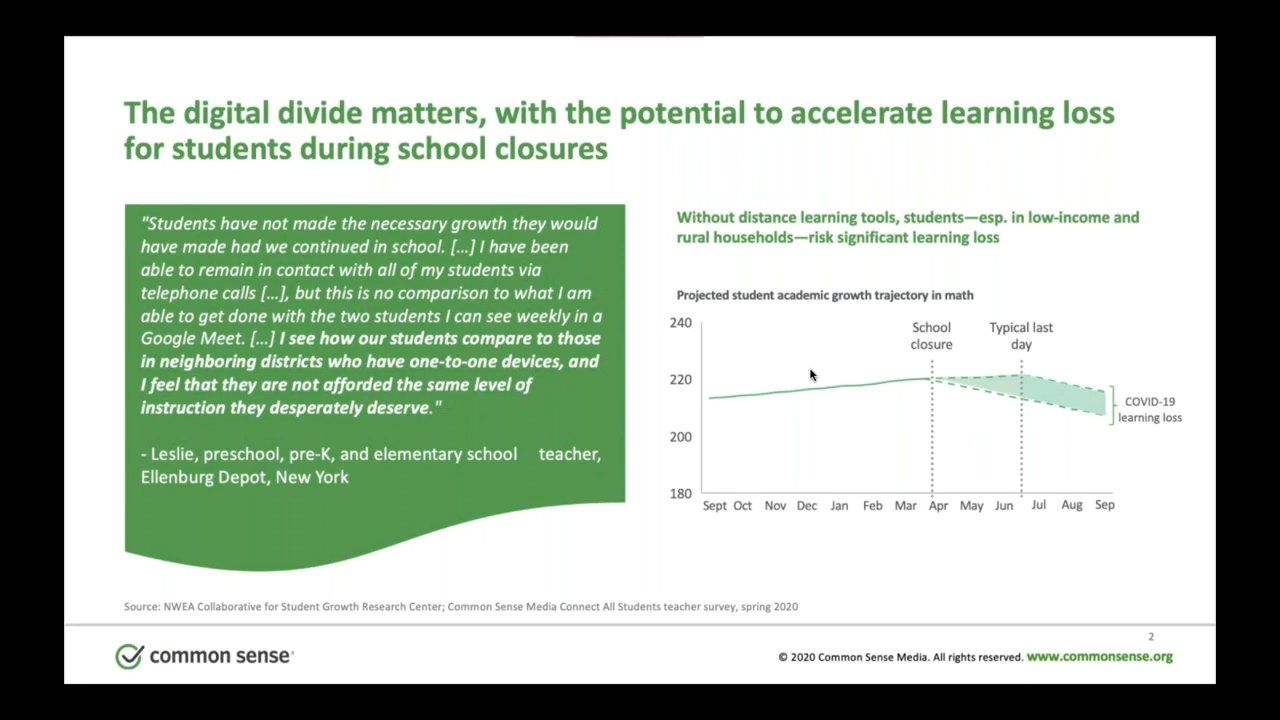 The digital divide matters, with the potential to accelerate learning loss
for students during school closures
"Students have not made the necessary growth they would
have made had we continued in school. […] I have been
able to remain in contact with all of my students via
telephone calls […], but this is no comparison to what I am
able to get done with the two students I can see weekly in a
Google Meet. […] I see how our students compare to those
in neighboring districts who have one-to-one devices, and
I feel that they are not afforded the same level of
instruction they desperately deserve."
- Leslie, preschool, pre-K, and elementary school teacher,
Ellenburg Depot, New York
Without distance learning tools, students—esp. in low-income and
rural households—risk significant learning loss
Projected student academic growth trajectory in math
240
220
200
180
School
closure
Typical last
day
COVID-19
learning loss
Sept Oct Nov Dec Jan Feb Mar Apr May Jun Jul Aug Sep
Source: NWEA Collaborative for Student Growth Research Center; Common Sense Media Connect All Students teacher survey, spring 2020
2
common sense®
© 2020 Common Sense Media. All rights reserved. www.commonsense.org